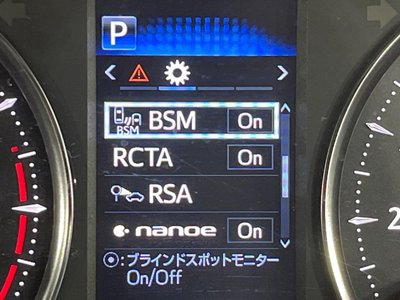 P
BSM BSM On
RCTA On
RSA
nanoe On
⦿:ブラインドスポットモニター
On/Off
2